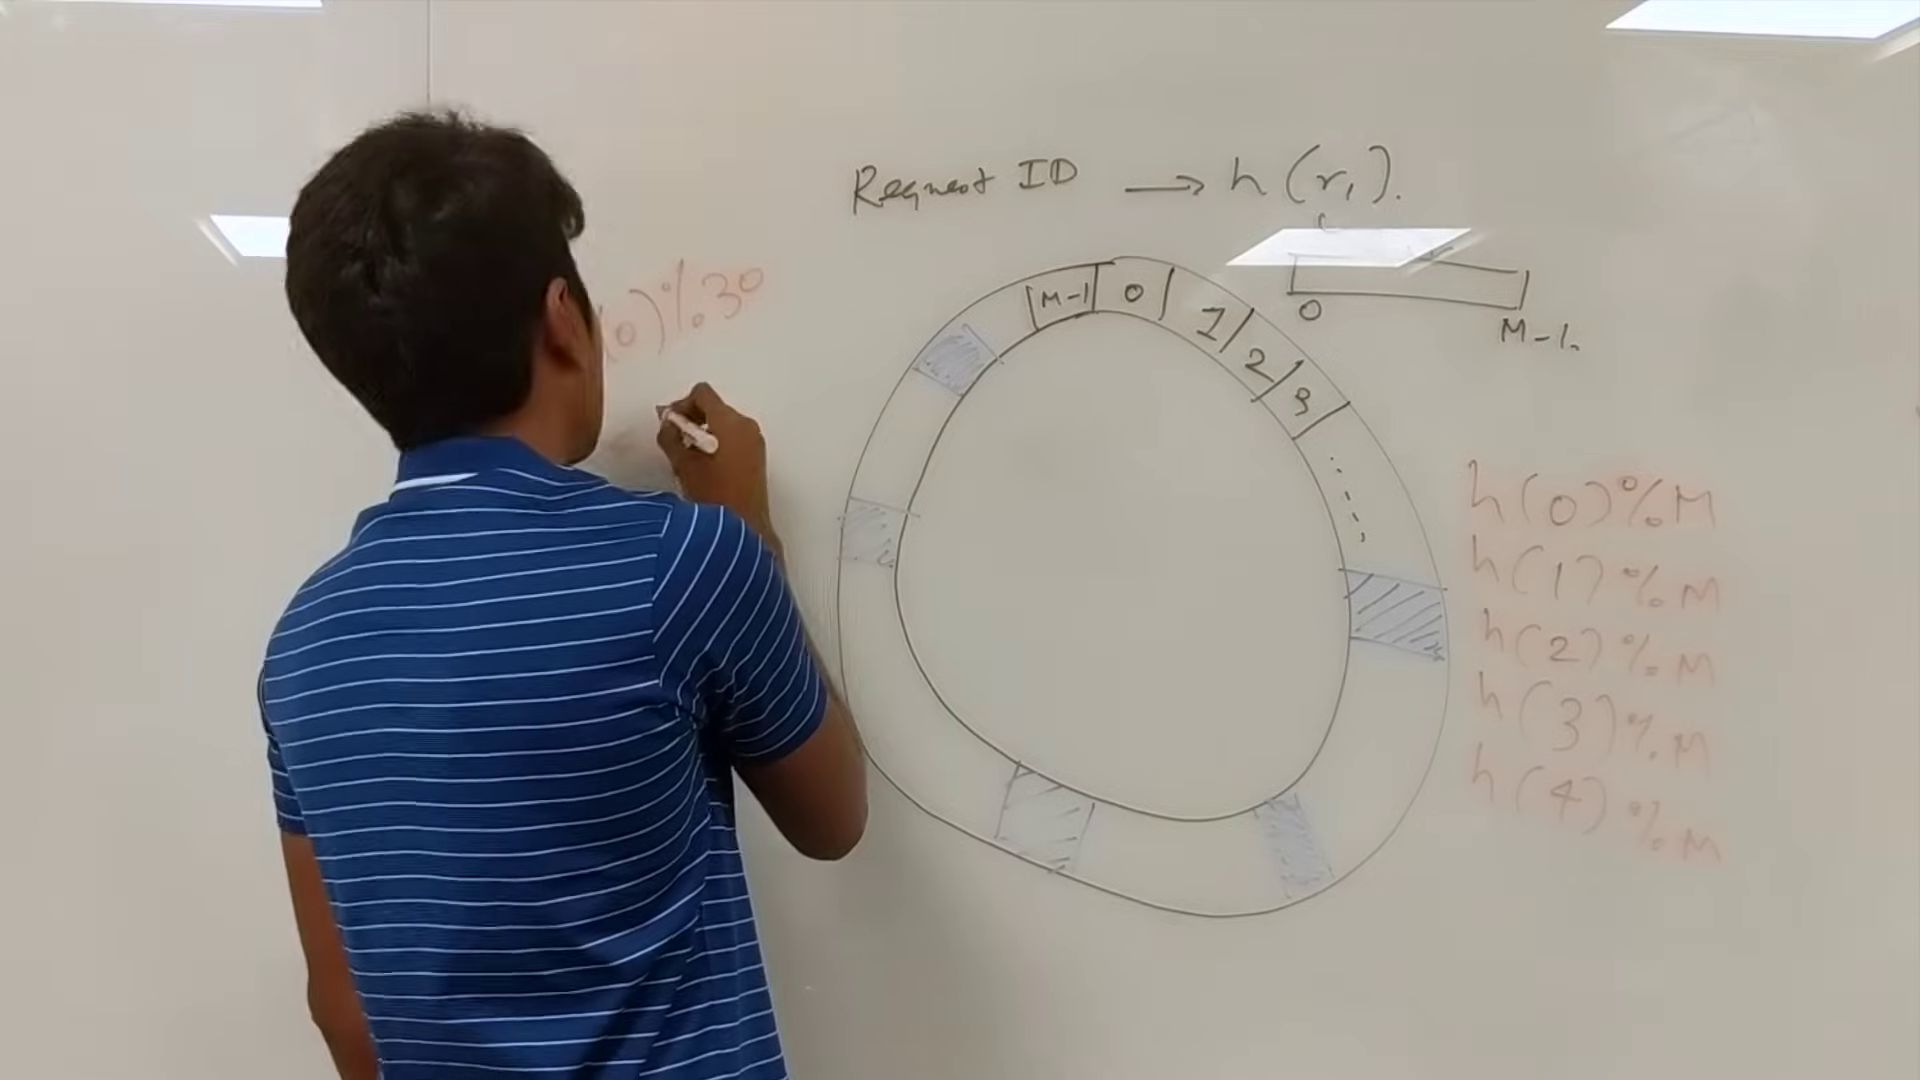 Request ID → h(r₁).
(0)%30
M-1 0 1 2 3
0 M-1.
h(0)%M
h(1)%M
h(2)%M
h(3)%M
h(4)%M